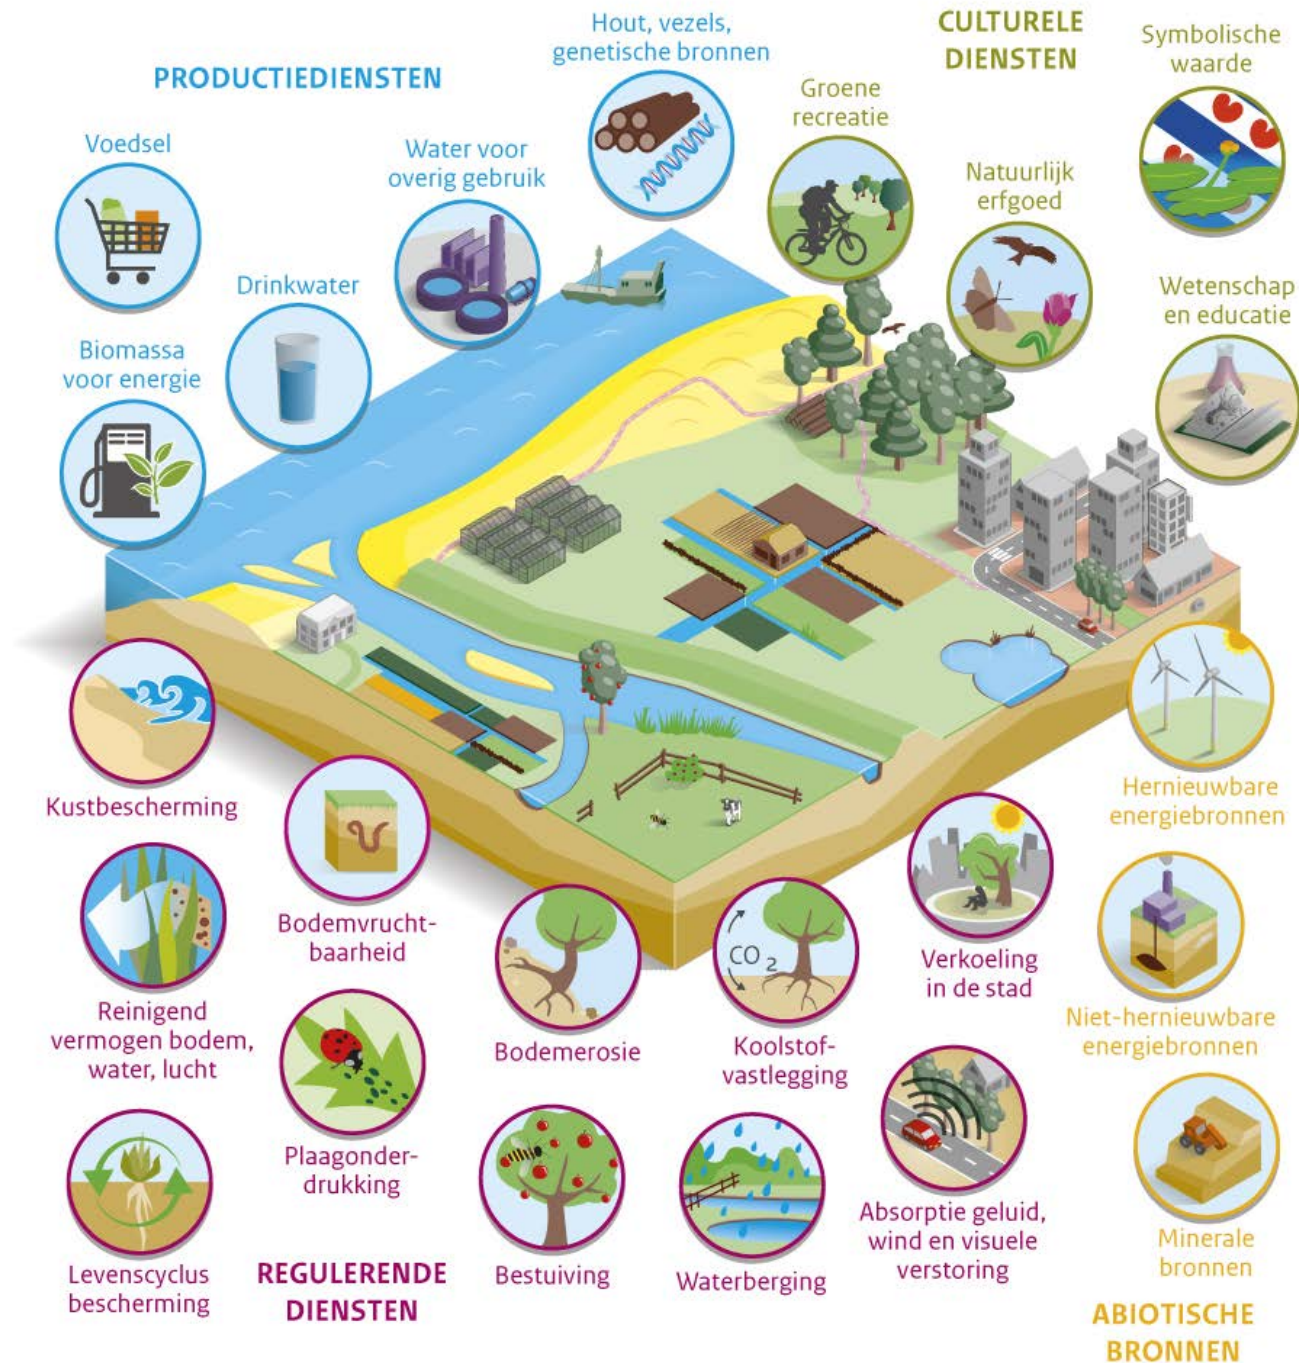 PRODUCTIEDIENSTEN
Voedsel
Biomassa
voor energie
Drinkwater
Water voor
overig gebruik
Hout, vezels,
genetische bronnen
CULTURELE
DIENSTEN
Groene
recreatie
Natuurlijk
erfgoed
Symbolische
waarde
Wetenschap
en educatie
Kustbescherming
Reinigend
vermogen bodem,
water, lucht
Levenscyclus
bescherming
Bodemvrucht-
baarheid
Plaagonder-
drukking
REGULERENDE
DIENSTEN
Bodemerosie
Bestuiving
CO2
Koolstof-
vastlegging
Waterberging
Verkoeling
in de stad
Absorptie geluid,
wind en visuele
verstoring
Hernieuwbare
energiebronnen
Niet-hernieuwbare
energiebronnen
Minerale
bronnen
ABIOTISCHE
BRONNEN